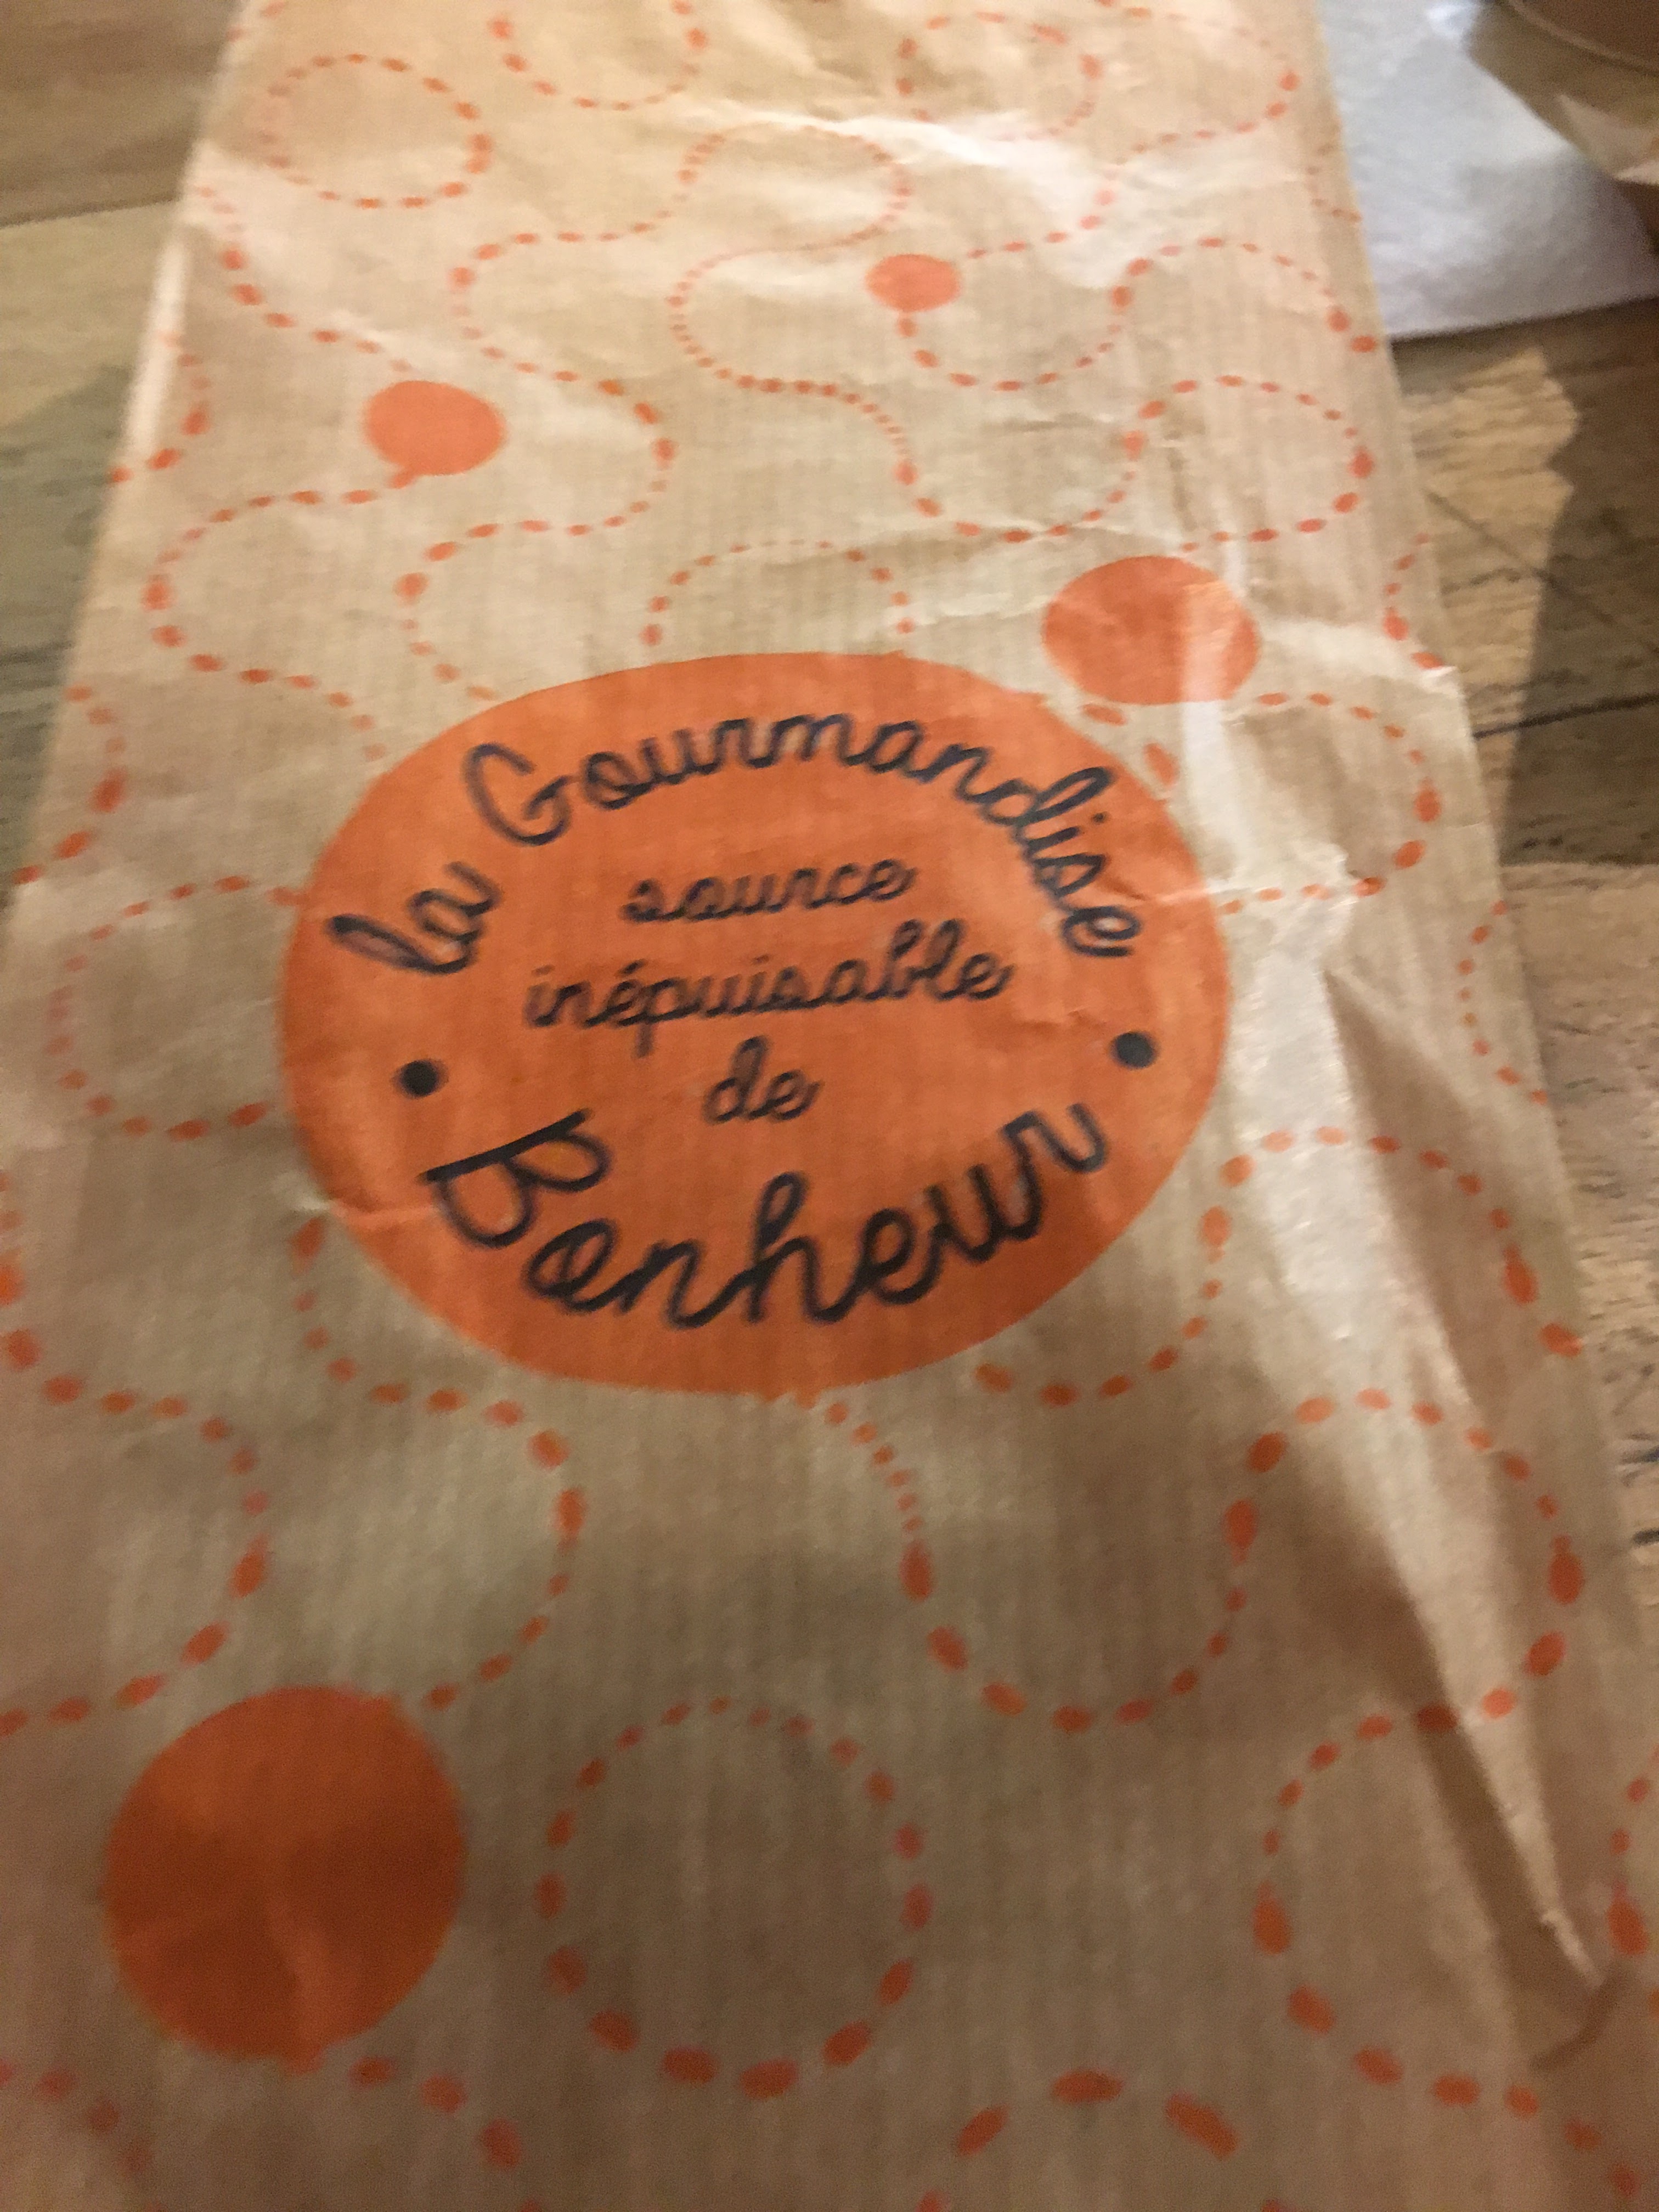 la Gourmandise
source
inépuisable
de
Bonheur